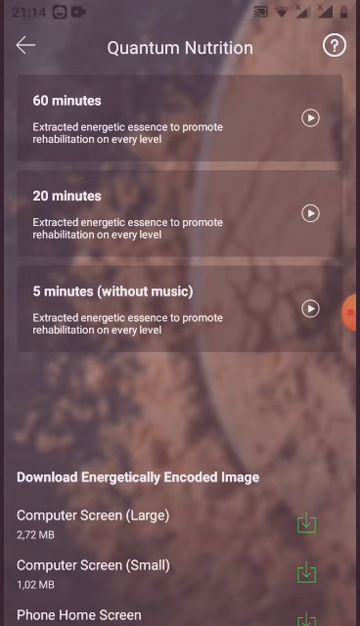 21:14
Quantum Nutrition
?
60 minutes
Extracted energetic essence to promote
rehabilitation on every level
20 minutes
Extracted energetic essence to promote
rehabilitation on every level
5 minutes (without music)
Extracted energetic essence to promote
rehabilitation on every level
Download Energetically Encoded Image
Computer Screen (Large)
2,72 MB
Computer Screen (Small)
1,02 MB
Phone Home Screen